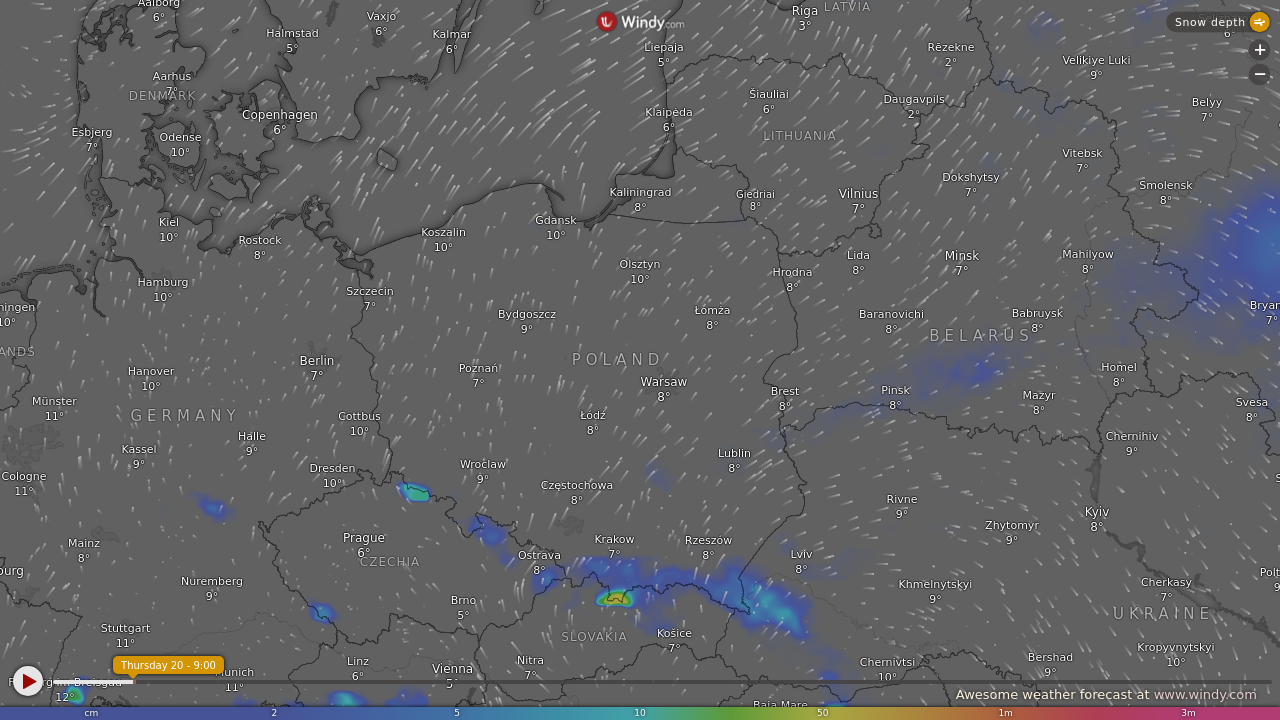 Aalborg
6°
Vaxjo
6°
Halmstad
5°
Kalmar
6°
Windy.com
Riga
3°
LATVIA
Snow depth
6°
+
−
Liepaja
5°
Rēzekne
2°
Velikiye Luki
9°
Aarhus
7°
DENMARK
Copenhagen
6°
Šiauliai
6°
Daugavpils
2°
Belyy
7°
Klaipėda
6°
Esbjerg
7°
Odense
10°
LITHUANIA
Vitebsk
7°
Dokshytsy
7°
Smolensk
8°
Kaliningrad
8°
Giedriai
8°
Vilnius
7°
Kiel
10°
Rostock
8°
Koszalin
10°
Gdansk
10°
Lida
8°
Minsk
7°
Mahilyow
8°
Olsztyn
10°
Hrodna
8°
Hamburg
10°
Szczecin
7°
ningen
10°
Bydgoszcz
9°
Łomża
8°
Baranovichi
8°
Babruysk
8°
Bryan
7°
BELARUS
ANDS
POLAND
Berlin
7°
Hanover
10°
Poznań
7°
Warsaw
8°
Brest
8°
Pinsk
8°
Homel
8°
Mazyr
8°
Münster
11°
GERMANY
Cottbus
10°
Łódź
8°
Svesa
8°
Kassel
9°
Halle
9°
Chernihiv
9°
Lublin
8°
Cologne
11°
Dresden
10°
Wrocław
9°
Częstochowa
8°
Rivne
9°
Kyiv
8°
Zhytomyr
9°
Mainz
8°
Prague
6°
CZECHIA
Ostrava
8°
Krakow
7°
Rzeszów
8°
Lviv
8°
burg
Nuremberg
9°
Khmelnytskyi
9°
Cherkasy
7°
Polt
9°
Brno
5°
UKRAINE
Stuttgart
11°
SLOVAKIA
Košice
7°
Kropyvnytskyi
10°
Thursday 20 - 9:00
Munich
11°
Linz
6°
Vienna
5°
Nitra
7°
Chernivtsi
10°
Bershad
9°
12°
Baia Mare
Awesome weather forecast at www.windy.com
cm 2 5 10 50 1m 3m